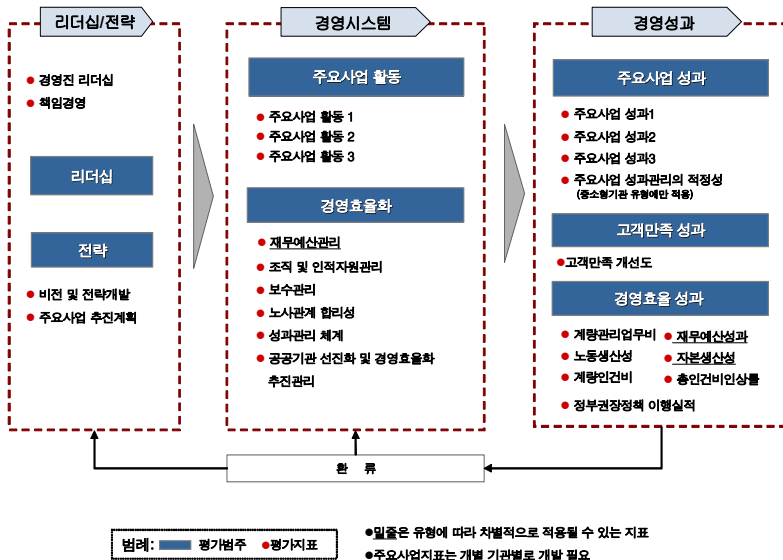 리더십/전략
● 경영진 리더십
● 책임경영
리더십
전략
● 비전 및 전략개발
● 주요사업 추진계획
경영시스템
주요사업 활동
● 주요사업 활동 1
● 주요사업 활동 2
● 주요사업 활동 3
경영효율화
● 재무예산관리
● 조직 및 인적자원관리
● 보수관리
● 노사관계 합리성
● 성과관리 체계
● 공공기관 선진화 및 경영효율화
추진관리
경영성과
주요사업 성과
● 주요사업 성과1
● 주요사업 성과2
● 주요사업 성과3
● 주요사업 성과관리의 적정성
(중소형기관 유형에만 적용)
고객만족 성과
●고객만족 개선도
경영효율 성과
● 계량관리업무비 ● 재무예산성과
● 노동생산성 ● 자본생산성
● 계량인건비 ● 총인건비인상률
● 정부권장정책 이행실적
환 류
범례: 평가범주 ●평가지표
●밑줄은 유형에 따라 차별적으로 적용될 수 있는 지표
●주요사업지표는 개별 기관별로 개발 필요